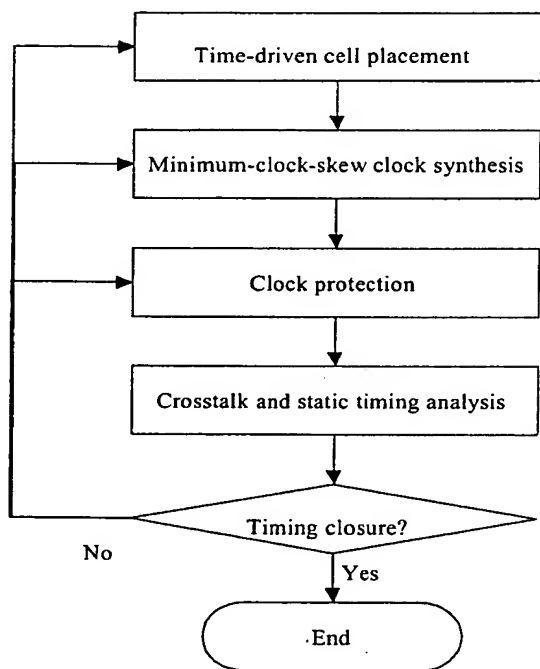 Time-driven cell placement
Minimum-clock-skew clock synthesis
Clock protection
Crosstalk and static timing analysis
Timing closure?
No
Yes
End